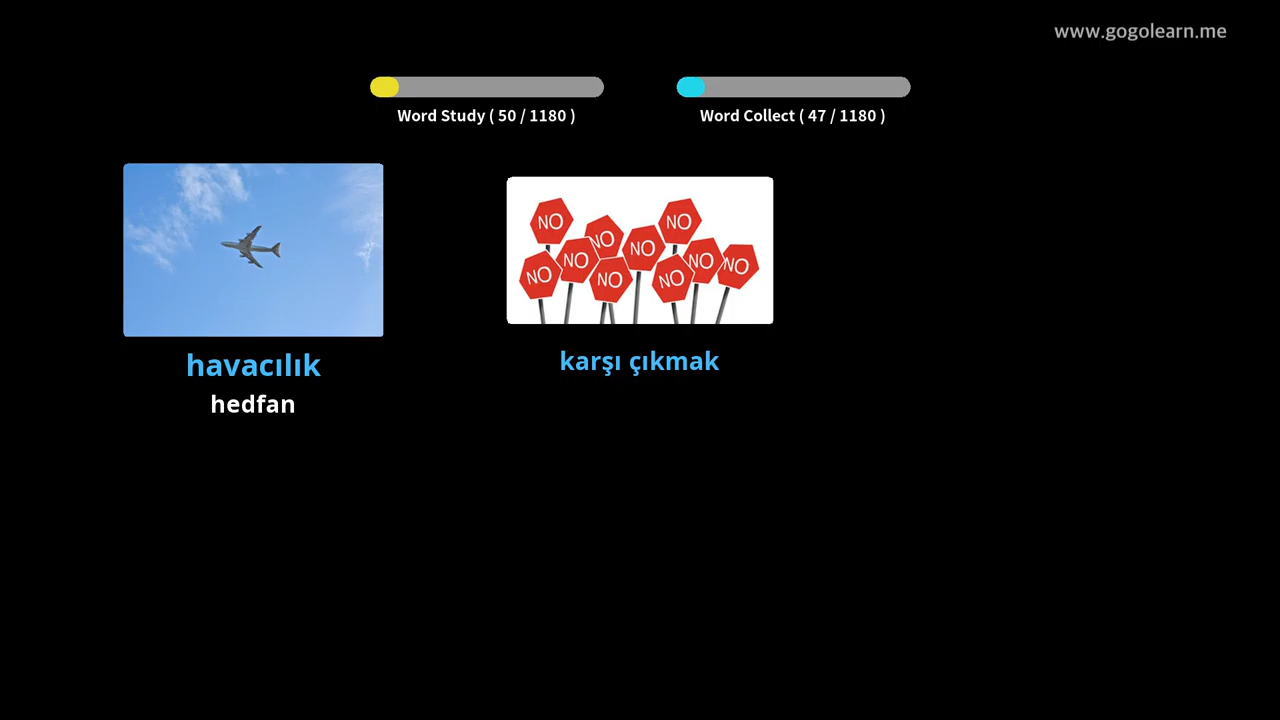 www.gogolearn.me
Word Study ( 50 / 1180 )
Word Collect ( 47 / 1180 )
NO
NO
NO
NO
NO
NO
NO
NO
NO
NO
havacılık
hedfan
karşı çıkmak